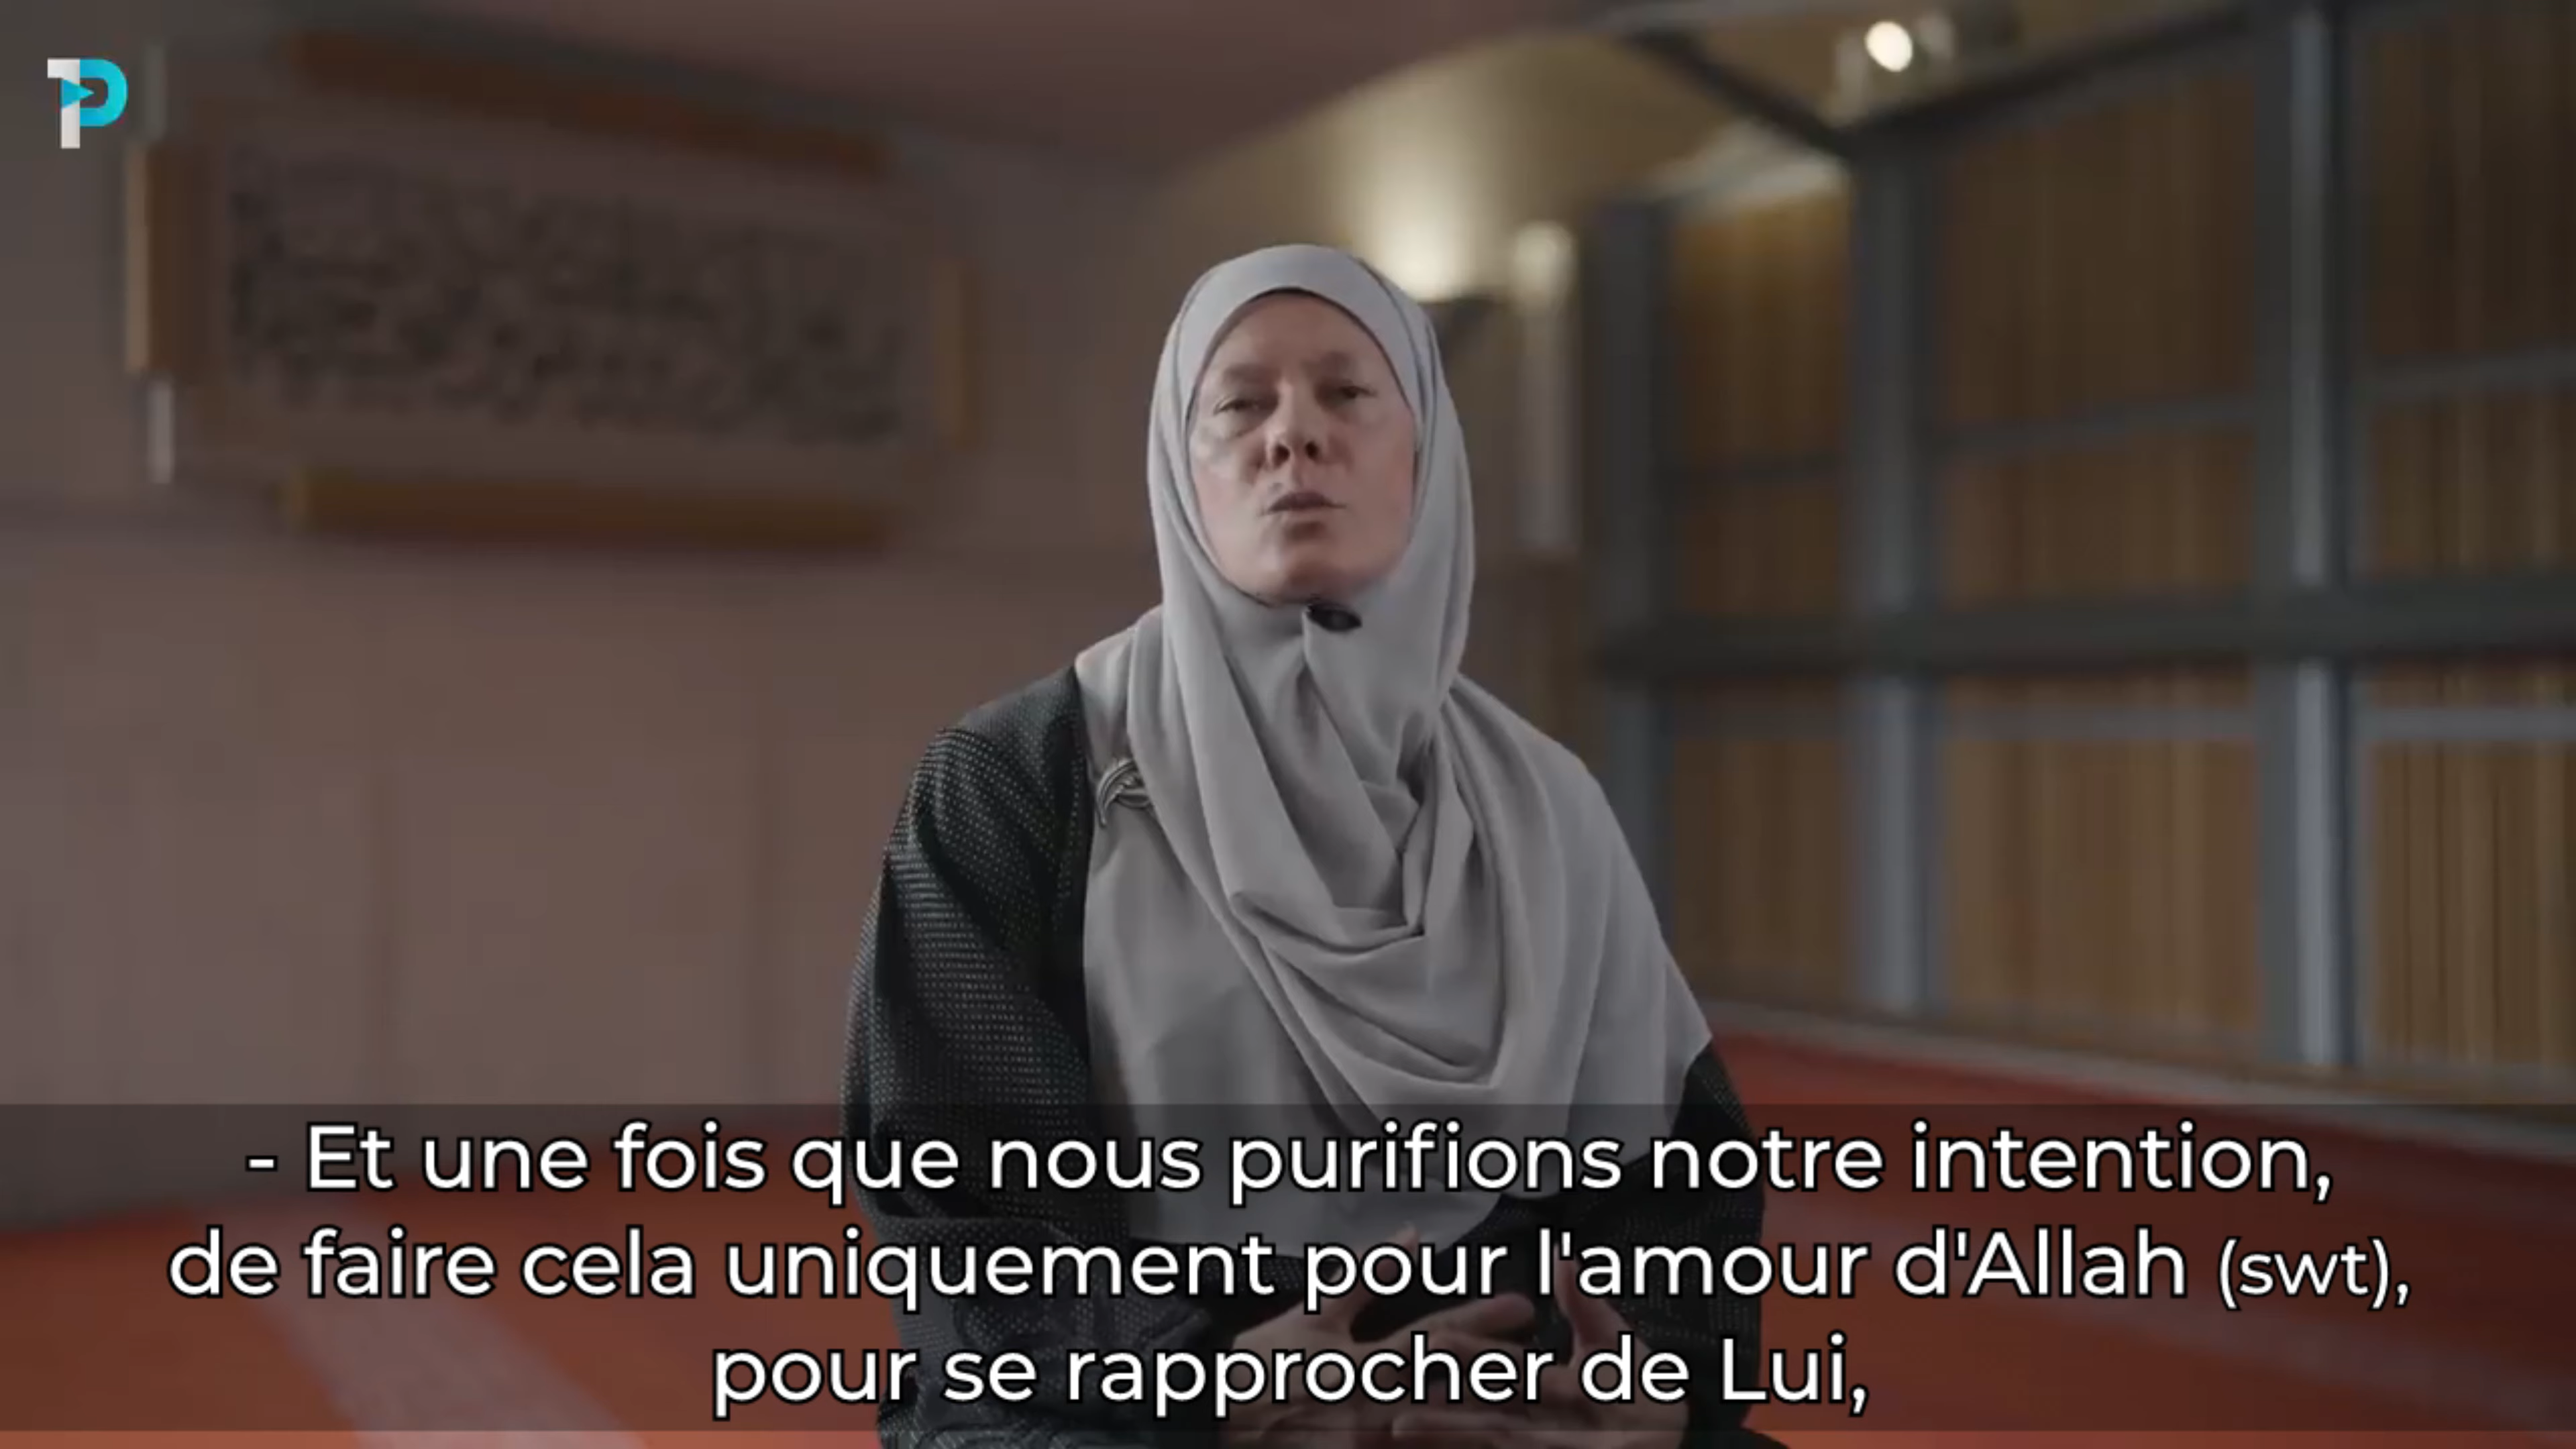 - Et une fois que nous purifions notre intention,
de faire cela uniquement pour l'amour d'Allah (swt),
pour se rapprocher de Lui,